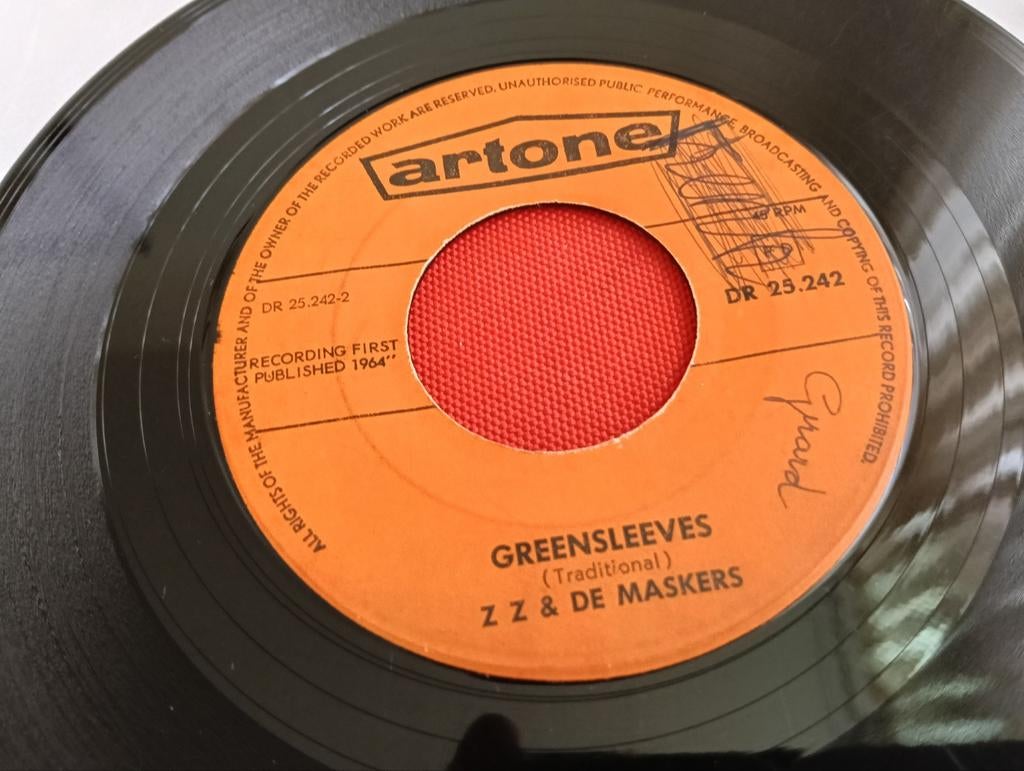 ALL RIGHTS OF THE MANUFACTURER AND OF THE OWNER OF THE RECORDED WORK ARE RESERVED. UNAUTHORISED PUBLIC PERFORMANCE, BROADCASTING AND COPYING OF THIS RECORD PROHIBITED.
artone
45 RPM
DR 25.242-2
DR 25.242
RECORDING FIRST
PUBLISHED 1964"
GREENSLEEVES
(Traditional)
Z Z & DE MASKERS